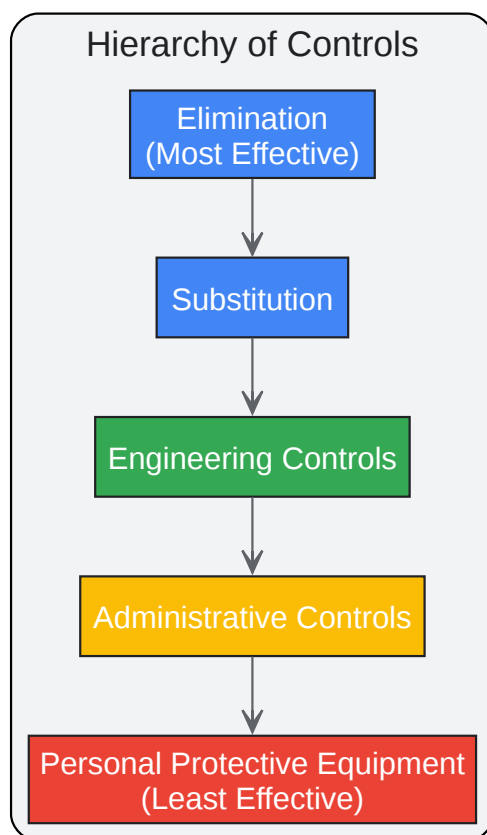 Hierarchy of Controls
Elimination
(Most Effective)
Substitution
Engineering Controls
Administrative Controls
Personal Protective Equipment
(Least Effective)